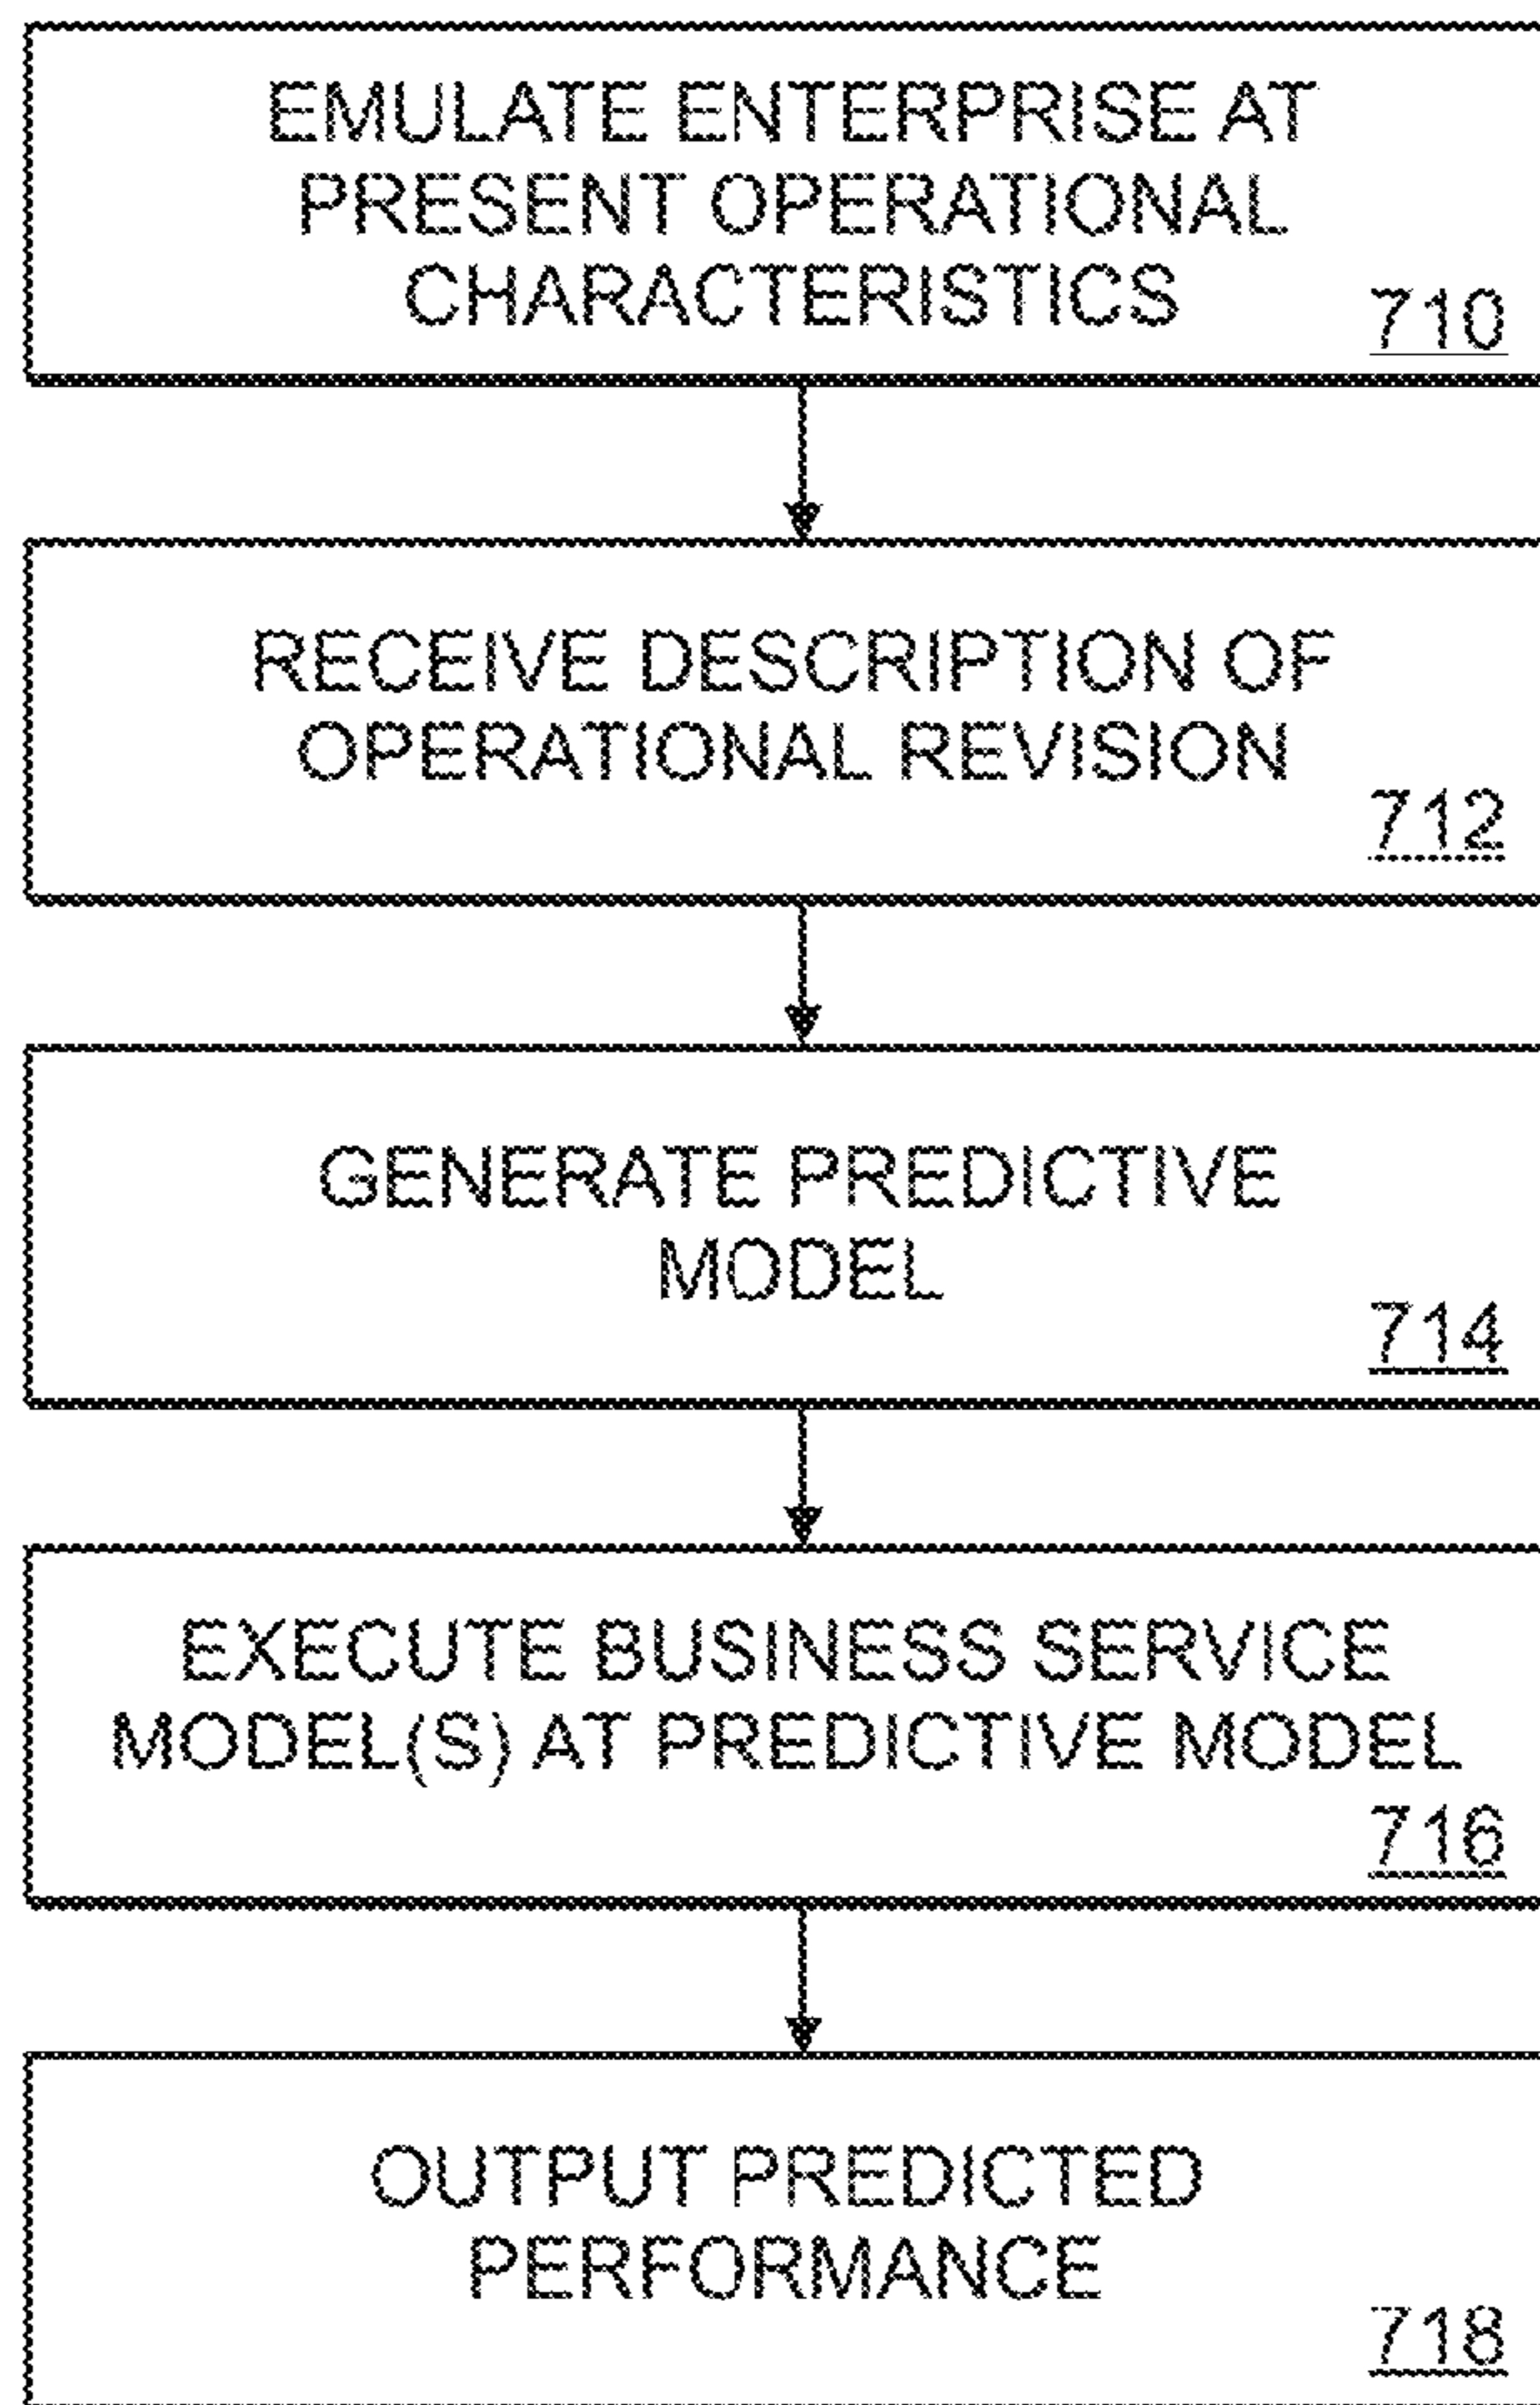 EMULATE ENTERPRISE AT
PRESENT OPERATIONAL
CHARACTERISTICS
710
RECEIVE DESCRIPTION OF
OPERATIONAL REVISION
712
GENERATE PREDICTIVE
MODEL
714
EXECUTE BUSINESS SERVICE
MODEL(S) AT PREDICTIVE MODEL
716
OUTPUT PREDICTED
PERFORMANCE
718